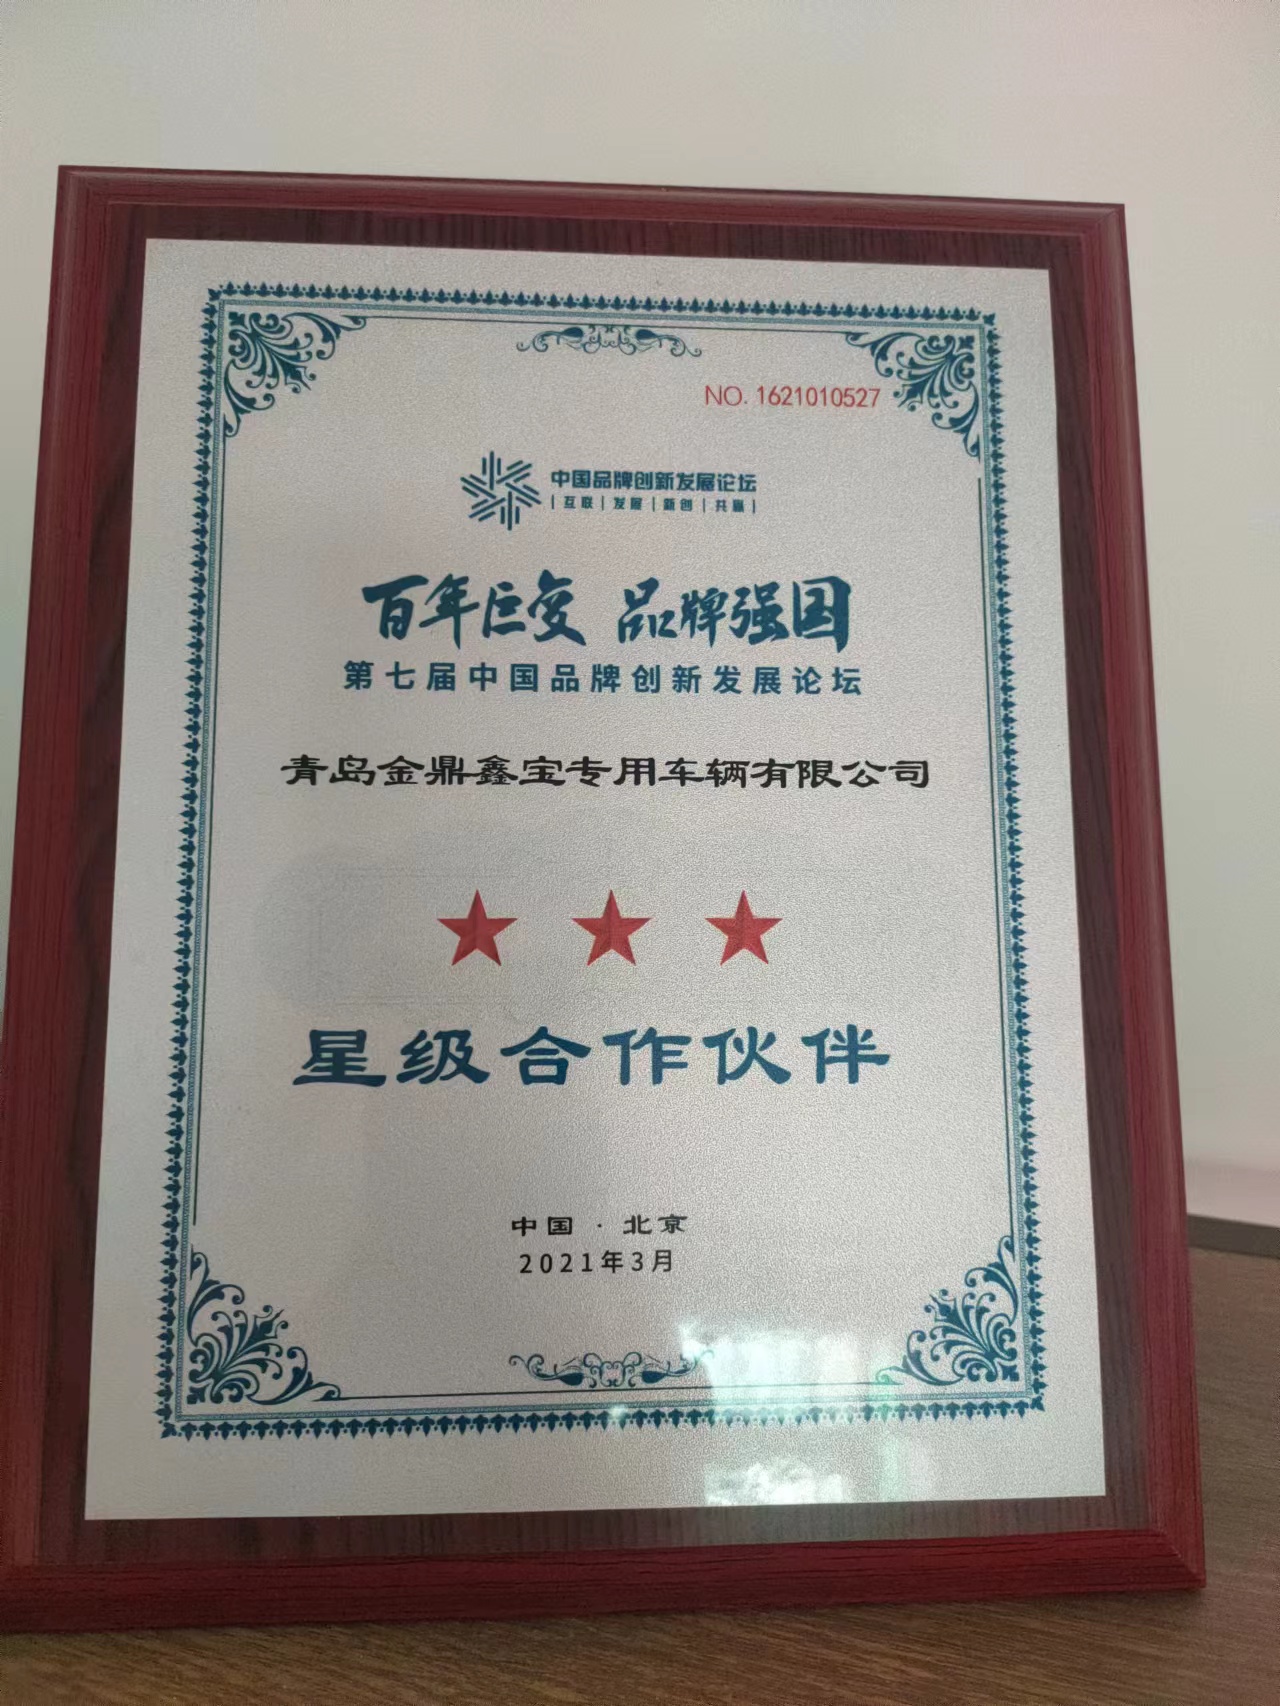 NO. 1621010527
中国品牌创新发展论坛
|互联|发展|新创|共赢|
百年巨变 品牌强国
第七届中国品牌创新发展论坛
青岛金鼎鑫宝专用车辆有限公司
星级合作伙伴
中国·北京
2021年3月